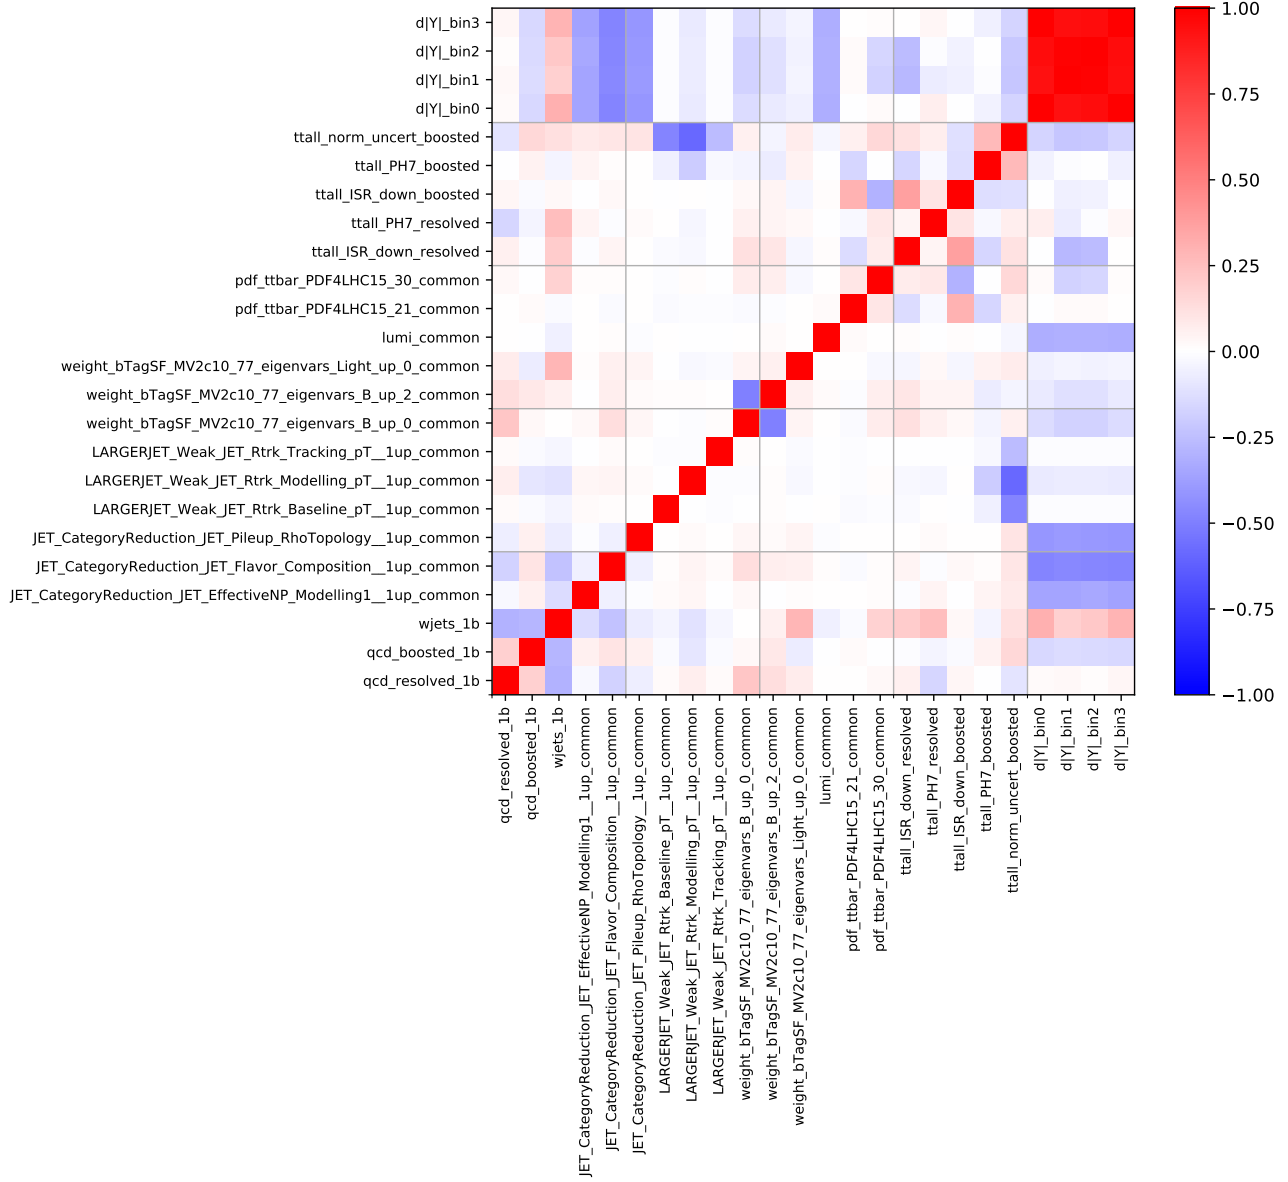 d|Y|_bin3
d|Y|_bin2
d|Y|_bin1
d|Y|_bin0
ttall_norm_uncert_boosted
ttall_PH7_boosted
ttall_ISR_down_boosted
ttall_PH7_resolved
ttall_ISR_down_resolved
pdf_ttbar_PDF4LHC15_30_common
pdf_ttbar_PDF4LHC15_21_common
lumi_common
weight_bTagSF_MV2c10_77_eigenvars_Light_up_0_common
weight_bTagSF_MV2c10_77_eigenvars_B_up_2_common
weight_bTagSF_MV2c10_77_eigenvars_B_up_0_common
LARGERJET_Weak_JET_Rtrk_Tracking_pT__1up_common
LARGERJET_Weak_JET_Rtrk_Modelling_pT__1up_common
LARGERJET_Weak_JET_Rtrk_Baseline_pT__1up_common
JET_CategoryReduction_JET_Pileup_RhoTopology__1up_common
JET_CategoryReduction_JET_Flavor_Composition__1up_common
JET_CategoryReduction_JET_EffectiveNP_Modelling1__1up_common
wjets_1b
qcd_boosted_1b
qcd_resolved_1b
qcd_resolved_1b
qcd_boosted_1b
wjets_1b
JET_CategoryReduction_JET_EffectiveNP_Modelling1__1up_common
JET_CategoryReduction_JET_Flavor_Composition__1up_common
JET_CategoryReduction_JET_Pileup_RhoTopology__1up_common
LARGERJET_Weak_JET_Rtrk_Baseline_pT__1up_common
LARGERJET_Weak_JET_Rtrk_Modelling_pT__1up_common
LARGERJET_Weak_JET_Rtrk_Tracking_pT__1up_common
weight_bTagSF_MV2c10_77_eigenvars_B_up_0_common
weight_bTagSF_MV2c10_77_eigenvars_B_up_2_common
weight_bTagSF_MV2c10_77_eigenvars_Light_up_0_common
lumi_common
pdf_ttbar_PDF4LHC15_21_common
pdf_ttbar_PDF4LHC15_30_common
ttall_ISR_down_resolved
ttall_PH7_resolved
ttall_ISR_down_boosted
ttall_PH7_boosted
ttall_norm_uncert_boosted
d|Y|_bin0
d|Y|_bin1
d|Y|_bin2
d|Y|_bin3
1.00
0.75
0.50
0.25
0.00
−0.25
−0.50
−0.75
−1.00